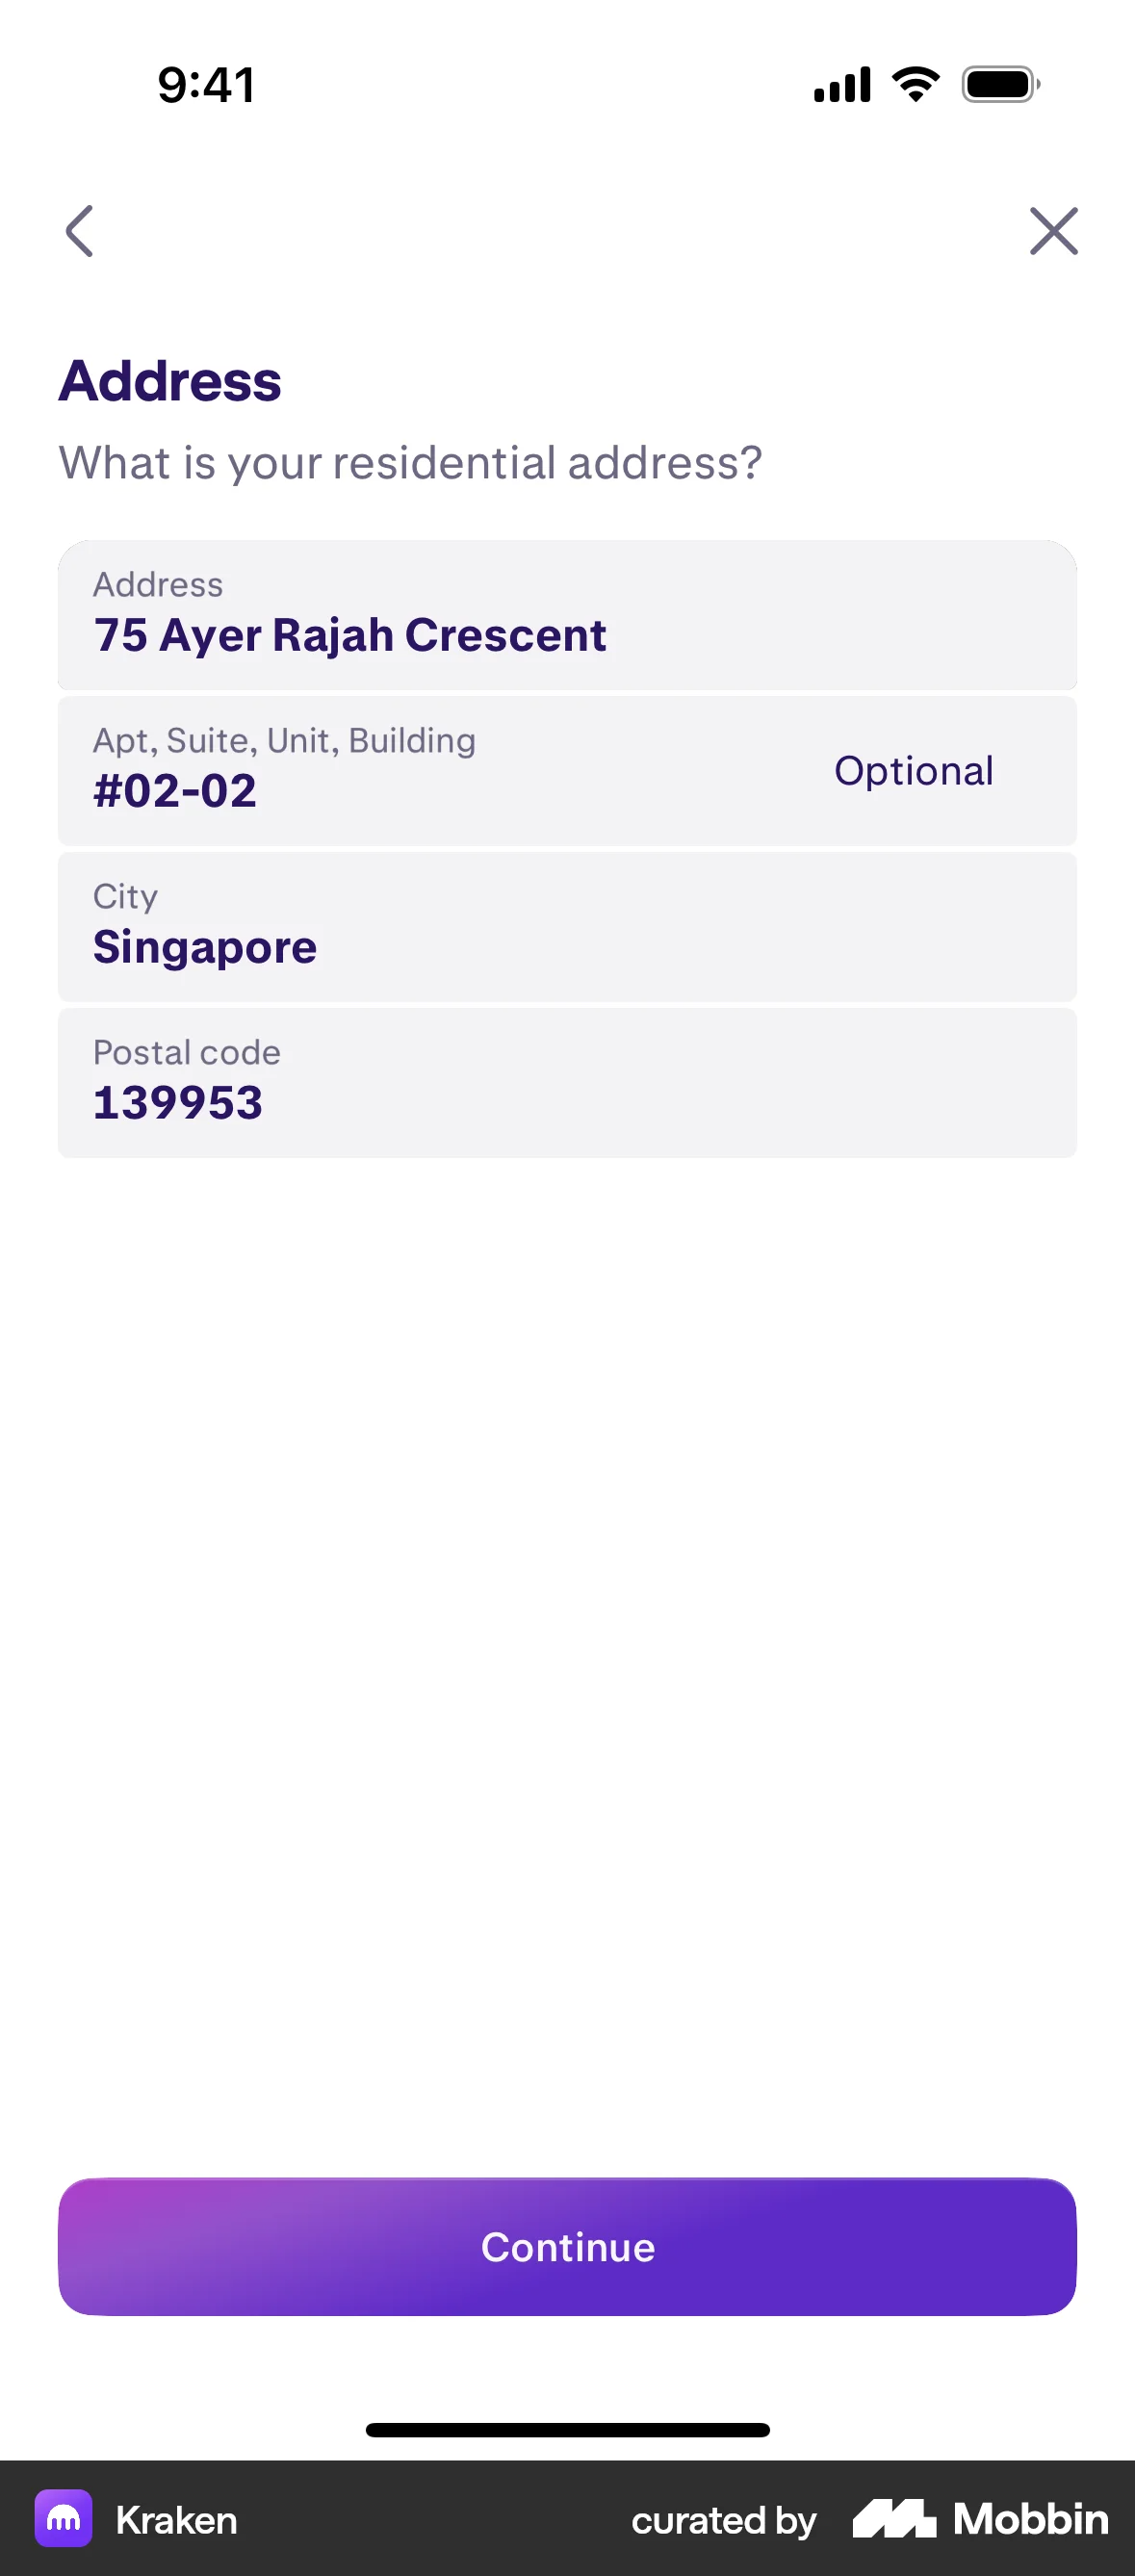 9:41
Address
What is your residential address?
Address
75 Ayer Rajah Crescent
Apt, Suite, Unit, Building
#02-02
Optional
City
Singapore
Postal code
139953
Continue
Kraken
curated by Mobbin